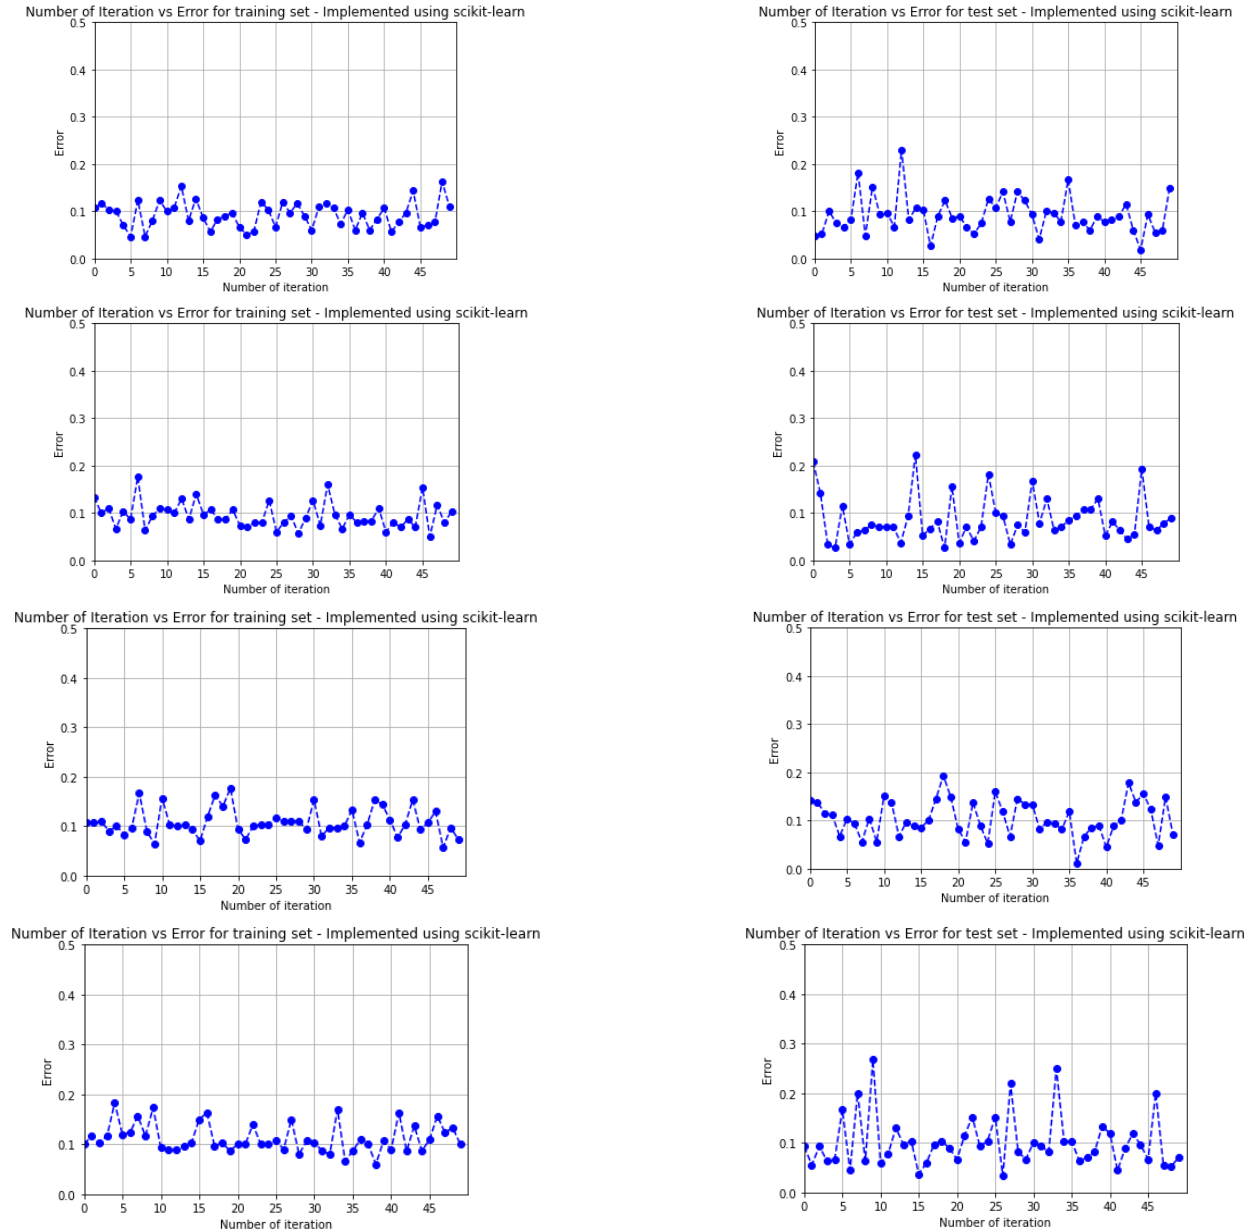 Number of Iteration vs Error for training set - Implemented using scikit-learn
0.5
0.4
0.3
0.2
0.1
0.0
Error
0 5 10 15 20 25 30 35 40 45
Number of iteration
Number of Iteration vs Error for test set - Implemented using scikit-learn
0.5
0.4
0.3
0.2
0.1
0.0
Error
0 5 10 15 20 25 30 35 40 45
Number of iteration
Number of Iteration vs Error for training set - Implemented using scikit-learn
0.5
0.4
0.3
0.2
0.1
0.0
Error
0 5 10 15 20 25 30 35 40 45
Number of iteration
Number of Iteration vs Error for test set - Implemented using scikit-learn
0.5
0.4
0.3
0.2
0.1
0.0
Error
0 5 10 15 20 25 30 35 40 45
Number of iteration
Number of Iteration vs Error for training set - Implemented using scikit-learn
0.5
0.4
0.3
0.2
0.1
0.0
Error
0 5 10 15 20 25 30 35 40 45
Number of iteration
Number of Iteration vs Error for test set - Implemented using scikit-learn
0.5
0.4
0.3
0.2
0.1
0.0
Error
0 5 10 15 20 25 30 35 40 45
Number of iteration
Number of Iteration vs Error for training set - Implemented using scikit-learn
0.5
0.4
0.3
0.2
0.1
0.0
Error
0 5 10 15 20 25 30 35 40 45
Number of iteration
Number of Iteration vs Error for test set - Implemented using scikit-learn
0.5
0.4
0.3
0.2
0.1
0.0
Error
0 5 10 15 20 25 30 35 40 45
Number of iteration